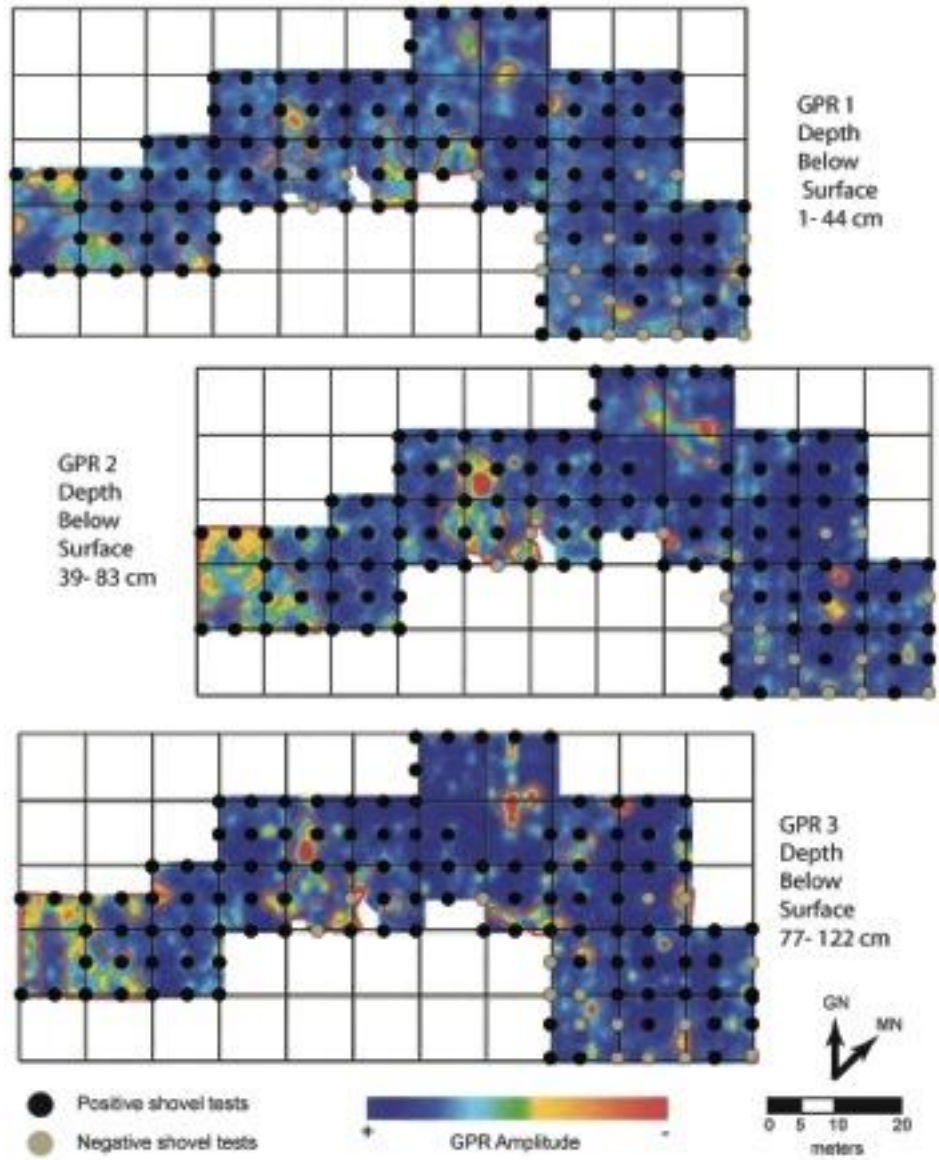 GPR 1
Depth
Below
Surface
1- 44 cm
GPR 2
Depth
Below
Surface
39- 83 cm
GPR 3
Depth
Below
Surface
77- 122 cm
GN
MN
Positive shovel tests
Negative shovel tests
+ -
GPR Amplitude
0 5 10 20
meters